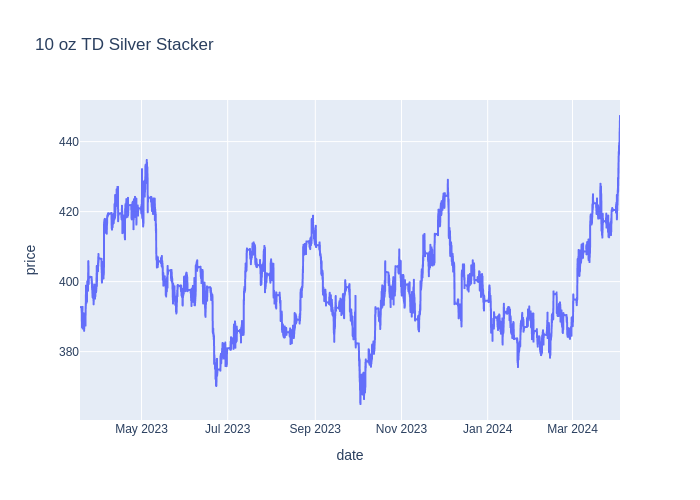 10 oz TD Silver Stacker
440
420
400
380
price
May 2023
Jul 2023
Sep 2023
Nov 2023
Jan 2024
Mar 2024
date